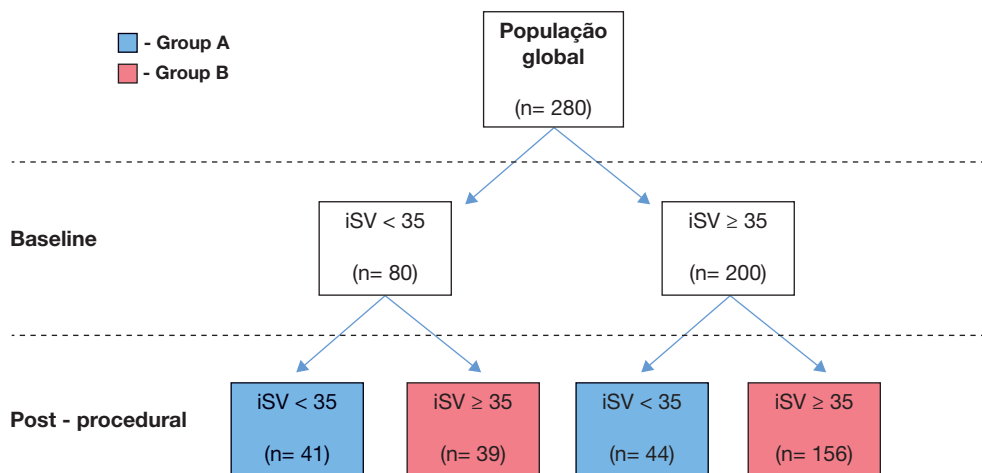 - Group A
- Group B
População
global
(n= 280)
Baseline
iSV < 35
(n= 80)
iSV ≥ 35
(n= 200)
Post - procedural
iSV < 35
(n= 41)
iSV ≥ 35
(n= 39)
iSV < 35
(n= 44)
iSV ≥ 35
(n= 156)